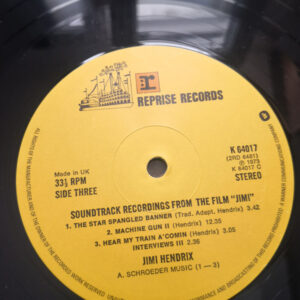 REPRISE RECORDS
Made in UK
33⅓ RPM
SIDE THREE
K 64017
(2RD 6481)
℗ 1973
K 64017 C
STEREO
SOUNDTRACK RECORDINGS FROM THE FILM "JIMI"
1. THE STAR SPANGLED BANNER (Trad. Adapt, Hendrix) 3.42
2. MACHINE GUN II (Hendrix) 12.35
3. HEAR MY TRAIN A'COMIN (Hendrix) 3.05
INTERVIEWS III 2.36
JIMI HENDRIX
A. SCHROEDER MUSIC (1 — 3)